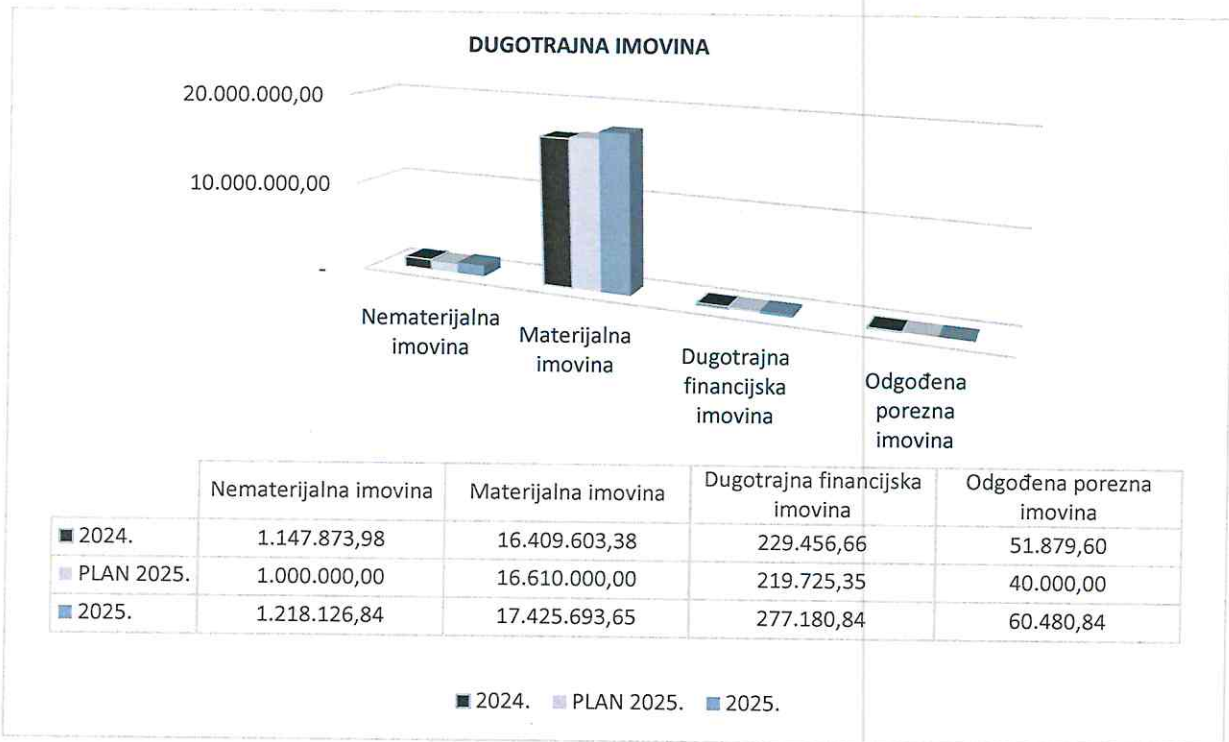 DUGOTRAJNA IMOVINA
20.000.000,00
10.000.000,00
-
Nematerijalna
imovina
Materijalna
imovina
Dugotrajna
financijska
imovina
Odgođena
porezna
imovina
Nematerijalna imovina Materijalna imovina Dugotrajna financijska imovina Odgođena porezna imovina
2024. 1.147.873,98 16.409.603,38 229.456,66 51.879,60
PLAN 2025. 1.000.000,00 16.610.000,00 219.725,35 40.000,00
2025. 1.218.126,84 17.425.693,65 277.180,84 60.480,84
2024. PLAN 2025. 2025.